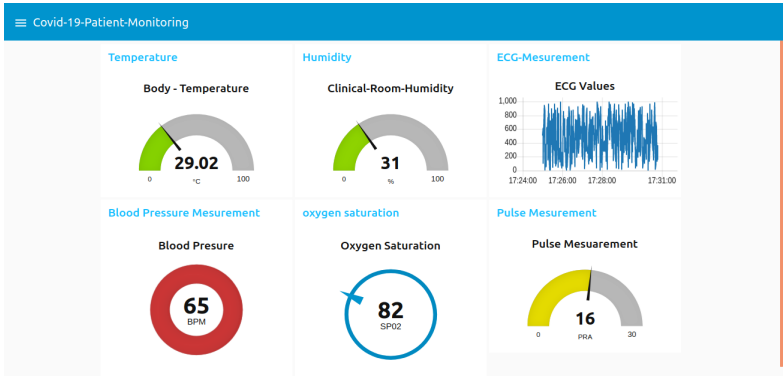 Covid-19-Patient-Monitoring
Temperature
Body - Temperature
29.02
0
°C
100
Humidity
Clinical-Room-Humidity
31
0
%
100
ECG-Mesurement
ECG Values
1,000
800
600
400
200
0
17:24:00 17:26:00 17:28:00 17:31:00
Blood Pressure Mesurement
Blood Presure
65
BPM
oxygen saturation
Oxygen Saturation
82
SP02
Pulse Mesurement
Pulse Mesuarement
16
0
PRA
30